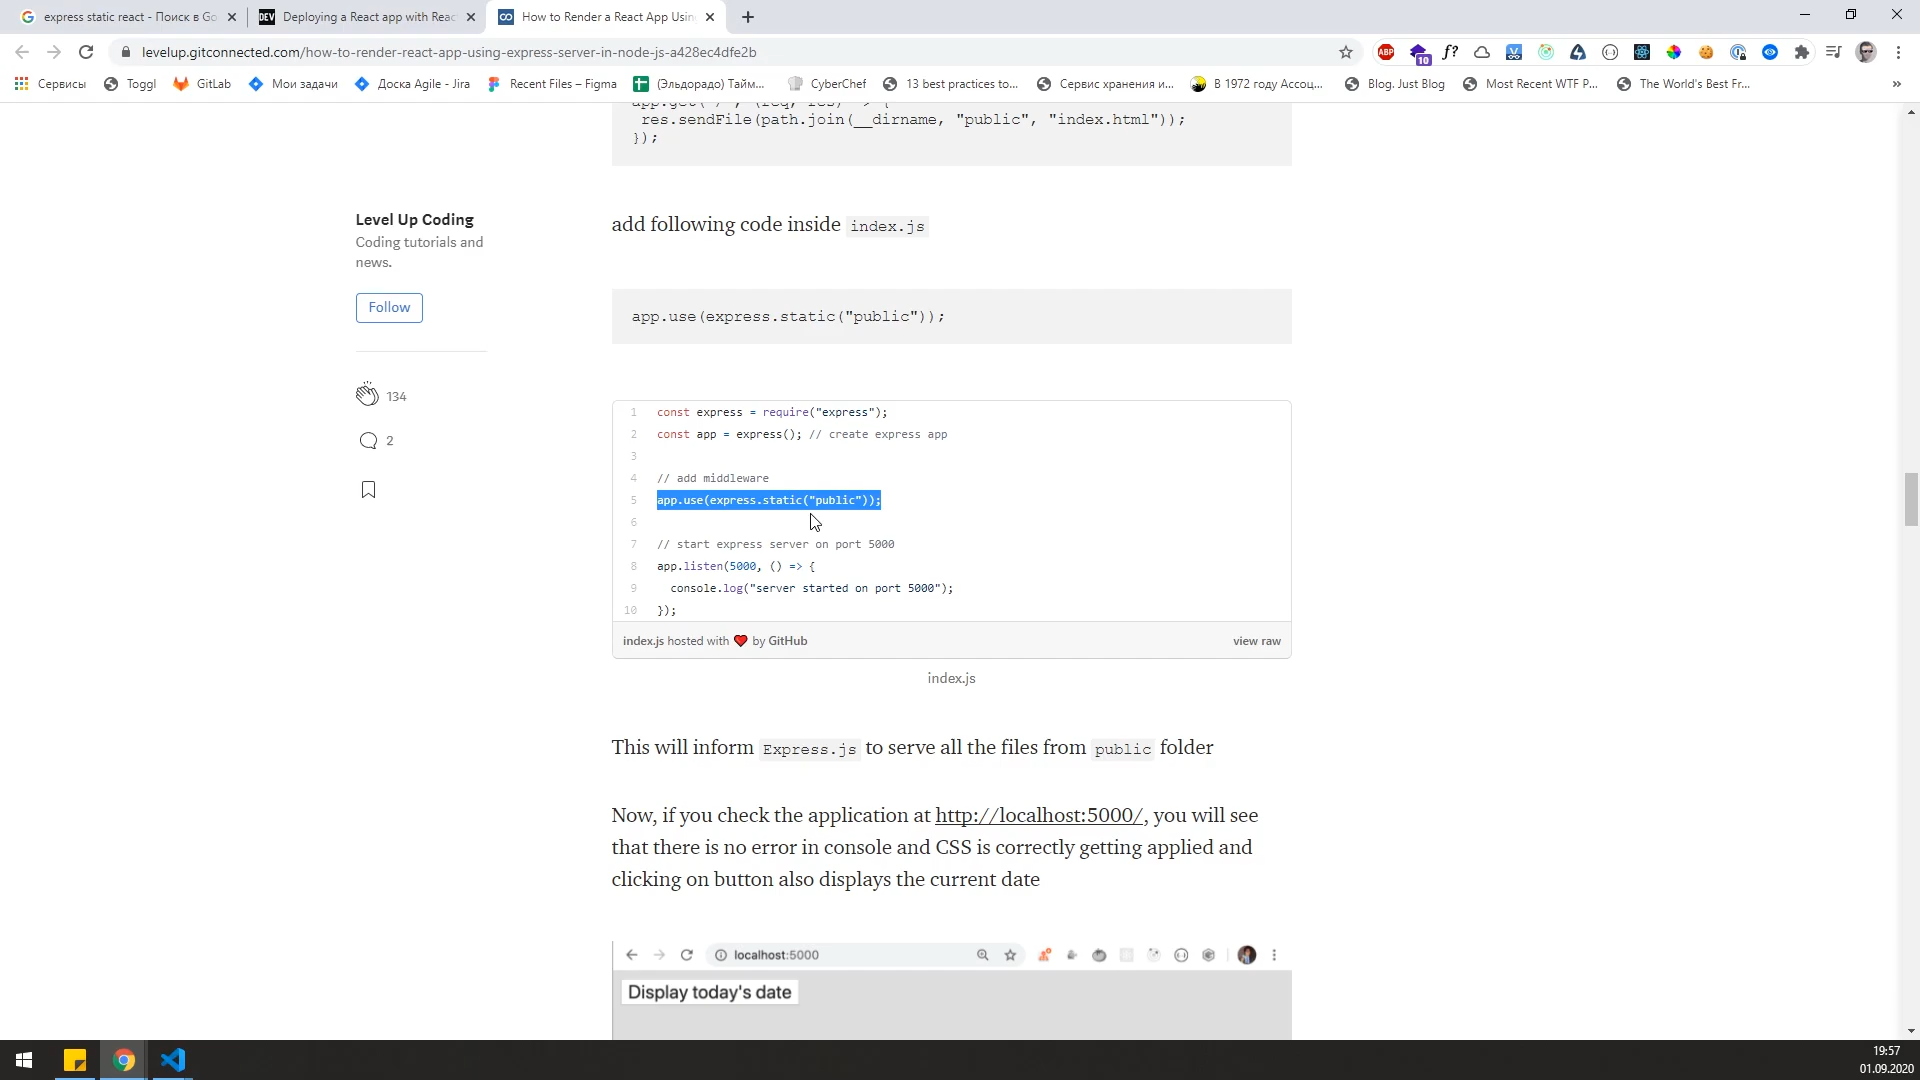 express static react - Поиск в Go
Deploying a React app with Reac
How to Render a React App Usin
levelup.gitconnected.com/how-to-render-react-app-using-express-server-in-node-js-a428ec4dfe2b
ABP
10
f?
Сервисы
Toggl
GitLab
Мои задачи
Доска Agile - Jira
Recent Files – Figma
(Эльдорадо) Тайм...
CyberChef
13 best practices to...
Сервис хранения и...
В 1972 году Ассоц...
Blog. Just Blog
Most Recent WTF P...
The World's Best Fr...
»
res.sendFile(path.join(__dirname, "public", "index.html"));
});
Level Up Coding
Coding tutorials and
news.
Follow
134
2
add following code inside index.js
app.use(express.static("public"));
1 const express = require("express");
2 const app = express(); // create express app
3
4 // add middleware
5 app.use(express.static("public"));
6
7 // start express server on port 5000
8 app.listen(5000, () => {
9 console.log("server started on port 5000");
10 });
index.js hosted with ❤ by GitHub
view raw
index.js
This will inform Express.js to serve all the files from public folder
Now, if you check the application at http://localhost:5000/, you will see
that there is no error in console and CSS is correctly getting applied and
clicking on button also displays the current date
localhost:5000
Display today's date
19:57
01.09.2020